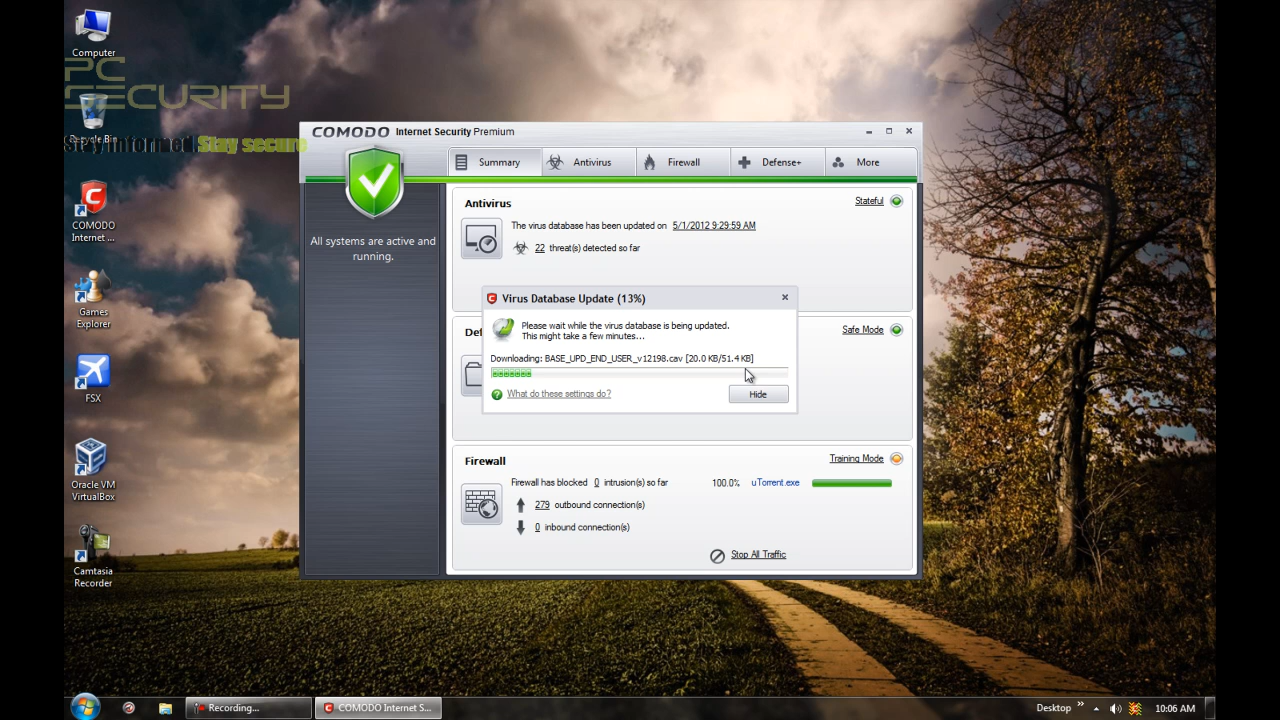 Computer
PC
SECURITY
Recycle Bin
Stay informed Stay secure
COMODO
Internet ...
Games
Explorer
FSX
Oracle VM
VirtualBox
Camtasia
Recorder
COMODO Internet Security Premium
Summary
Antivirus
Firewall
Defense+
More
All systems are active and
running.
Antivirus
Stateful
The virus database has been updated on 5/1/2012 9:29:59 AM
22 threat(s) detected so far
Def
Safe Mode
Virus Database Update (13%)
Please wait while the virus database is being updated.
This might take a few minutes...
Downloading: BASE_UPD_END_USER_v12198.cav [20.0 KB/51.4 KB]
What do these settings do?
Hide
Firewall
Training Mode
Firewall has blocked 0 intrusion(s) so far
100.0% uTorrent.exe
279 outbound connection(s)
0 inbound connection(s)
Stop All Traffic
Recording...
COMODO Internet S...
Desktop
10:06 AM